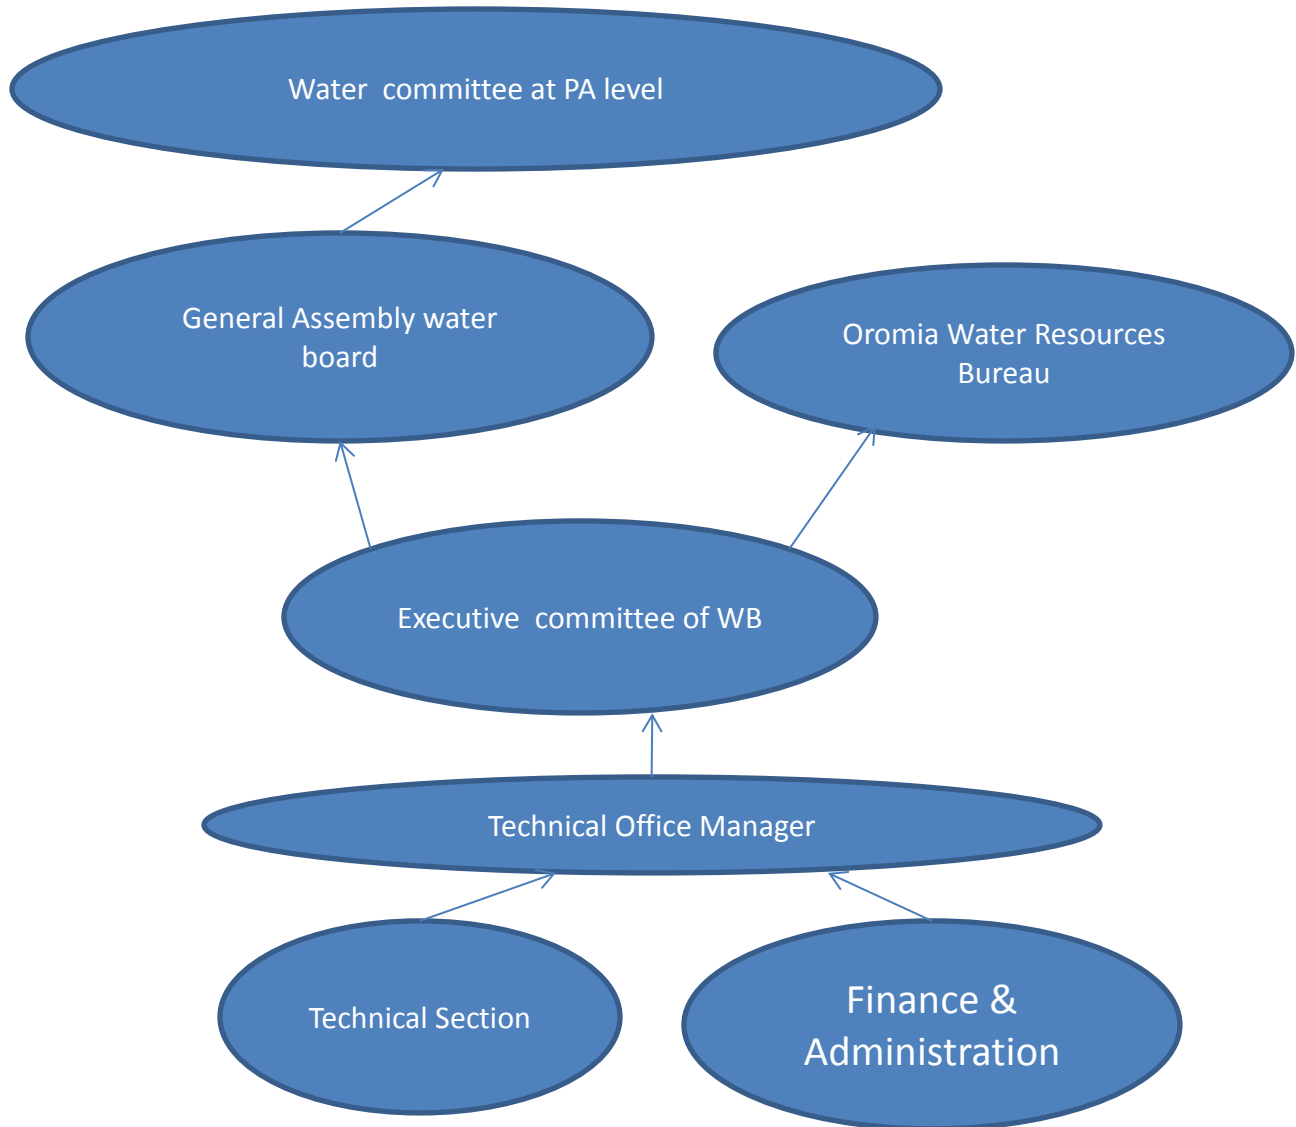 Water  committee at PA level
General Assembly water
board
Oromia Water Resources
Bureau
Executive  committee of WB
Technical Office Manager
Technical Section
Finance &
Administration